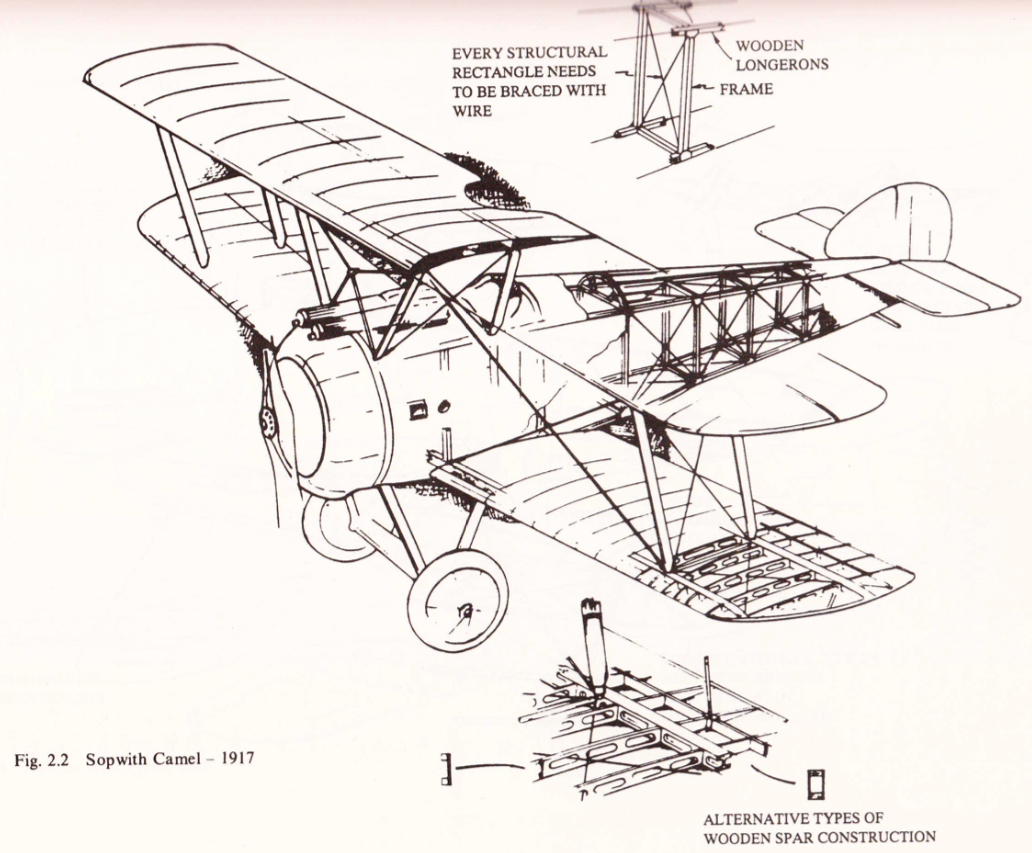 EVERY STRUCTURAL
RECTANGLE NEEDS
TO BE BRACED WITH
WIRE
WOODEN
LONGERONS
FRAME
Fig. 2.2 Sopwith Camel – 1917
ALTERNATIVE TYPES OF
WOODEN SPAR CONSTRUCTION